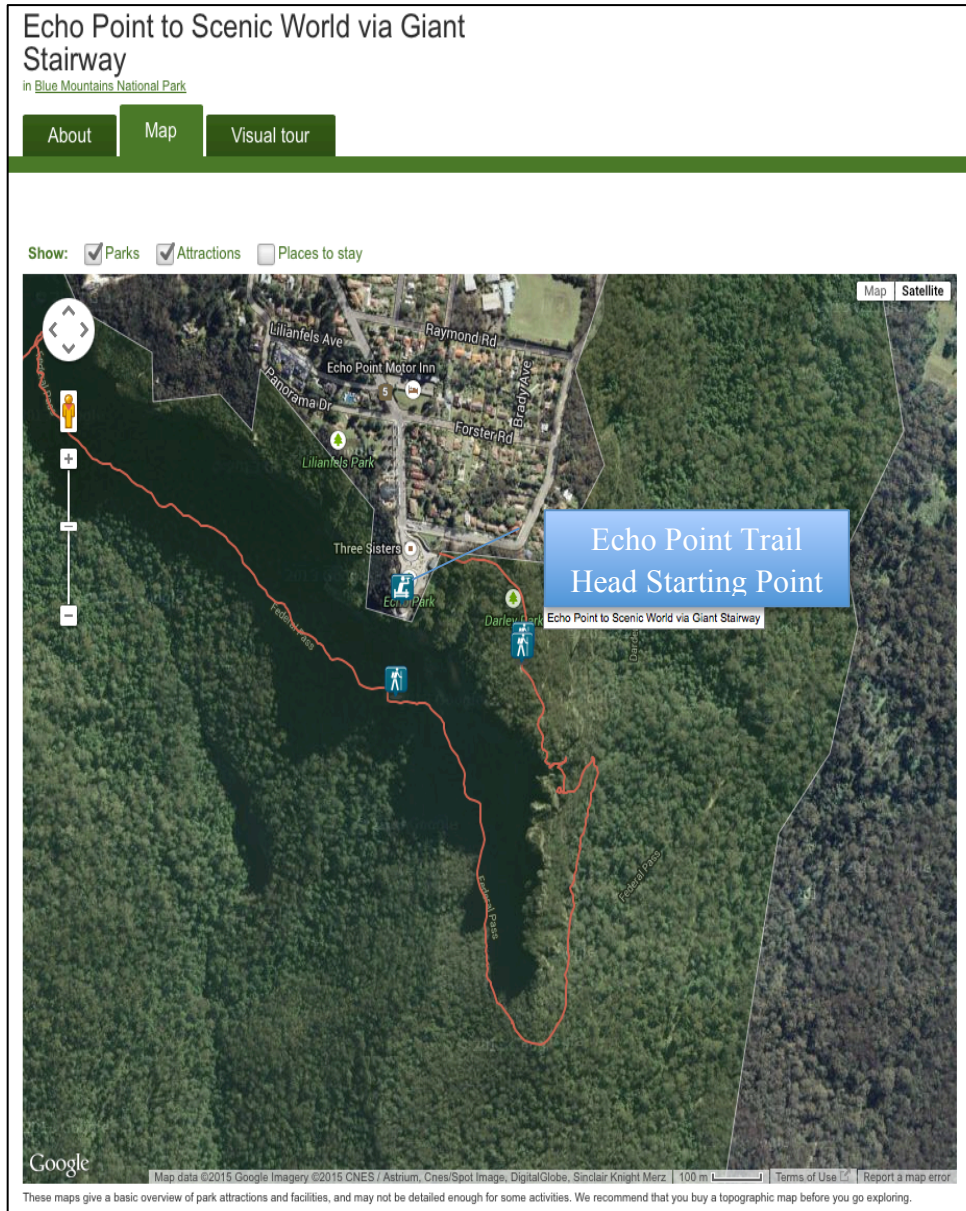 Echo Point to Scenic World via Giant
Stairway
in Blue Mountains National Park
About
Map
Visual tour
Show:
Parks
Attractions
Places to stay
Map
Satellite
Lilianfels Ave
Raymond Rd
Echo Point Motor Inn
5
Panorama Dr
Brady Ave
Forster Rd
Lilianfels Park
Federal Pass
Three Sisters
Echo Point Trail
Head Starting Point
Echo Park
Darley Park
Echo Point to Scenic World via Giant Stairway
Federal Pass
Federal Pass
Federal Pass
Google
Map data ©2015 Google Imagery ©2015 CNES / Astrium, Cnes/Spot Image, DigitalGlobe, Sinclair Knight Merz
100 m
Terms of Use
Report a map error
These maps give a basic overview of park attractions and facilities, and may not be detailed enough for some activities. We recommend that you buy a topographic map before you go exploring.